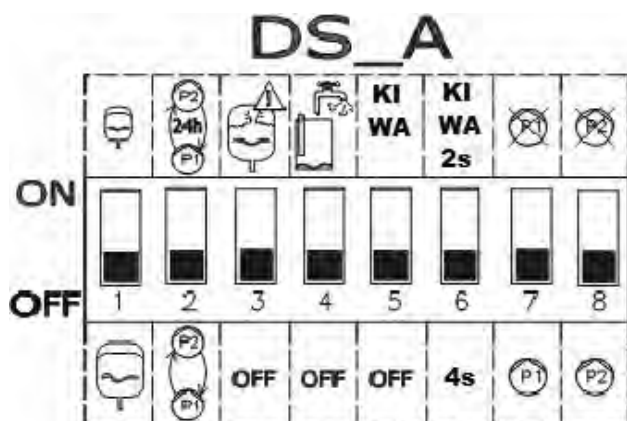 DS_A
P2 24h P1
KI WA
KI WA 2s
P1
P2
ON
OFF
1 2 3 4 5 6 7 8
P2 P1
OFF OFF OFF 4s P1 P2